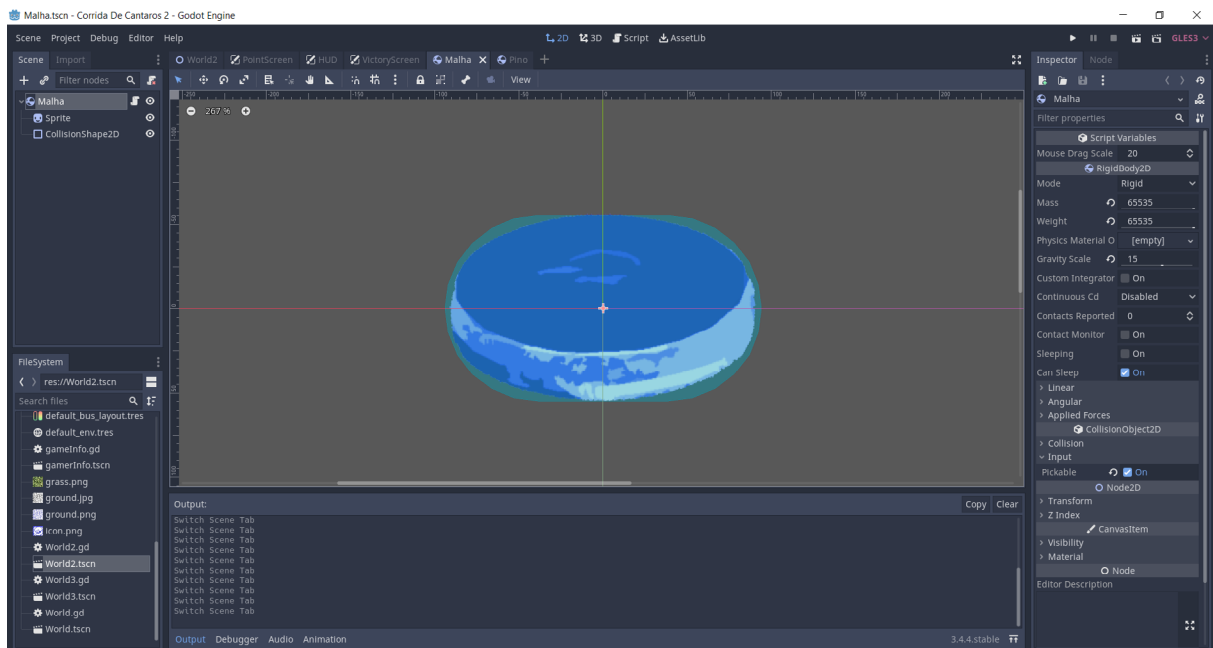 Malha.tscn - Corrida De Cantaros 2 - Godot Engine
Scene Project Debug Editor Help
2D 3D Script AssetLib
GLES3
Scene Import
World2 PointScreen HUD VictoryScreen Malha Pino
Inspector Node
Filter nodes
View
Malha
Sprite
CollisionShape2D
267 %
Malha
Filter properties
Script Variables
Mouse Drag Scale 20
RigidBody2D
Mode Rigid
Mass 65535
Weight 65535
Physics Material O [empty]
Gravity Scale 15
Custom Integrator On
Continuous Cd Disabled
Contacts Reported 0
Contact Monitor On
Sleeping On
Can Sleep On
Linear
Angular
Applied Forces
CollisionObject2D
Collision
Input
Pickable On
Node2D
Transform
Z Index
CanvasItem
Visibility
Material
Node
Editor Description
FileSystem
res://World2.tscn
Search files
default_bus_layout.tres
default_env.tres
gameInfo.gd
gamerInfo.tscn
grass.png
ground.jpg
ground.png
icon.png
World2.gd
World2.tscn
World3.gd
World3.tscn
World.gd
World.tscn
Output:
Copy Clear
Switch Scene Tab
Switch Scene Tab
Switch Scene Tab
Switch Scene Tab
Switch Scene Tab
Switch Scene Tab
Switch Scene Tab
Switch Scene Tab
Switch Scene Tab
Switch Scene Tab
Output Debugger Audio Animation
3.4.4.stable